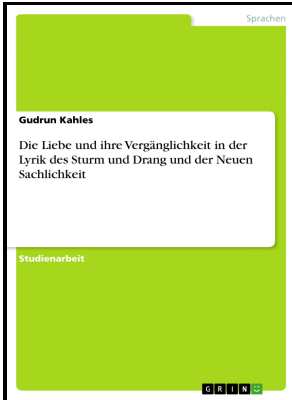 Sprachen
Gudrun Kahles
Die Liebe und ihre Vergänglichkeit in der
Lyrik des Sturm und Drang und der Neuen
Sachlichkeit
Studienarbeit
GRIN